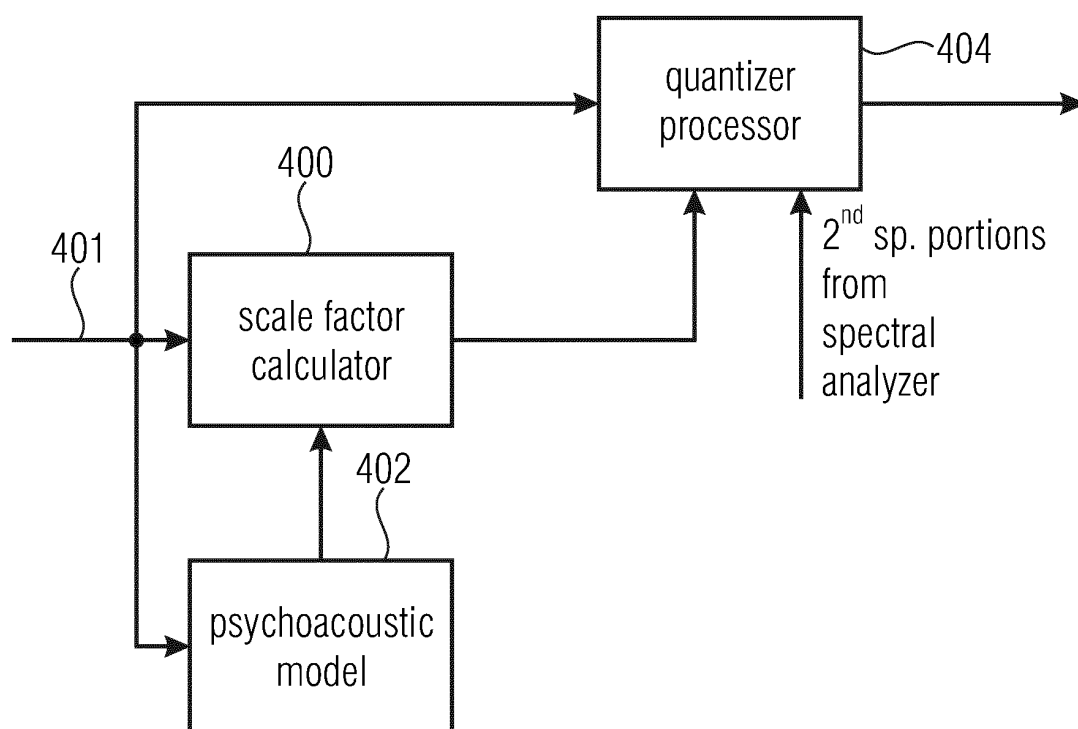 404
quantizer
processor
400
401
2nd sp. portions
from
spectral
analyzer
scale factor
calculator
402
psychoacoustic
model